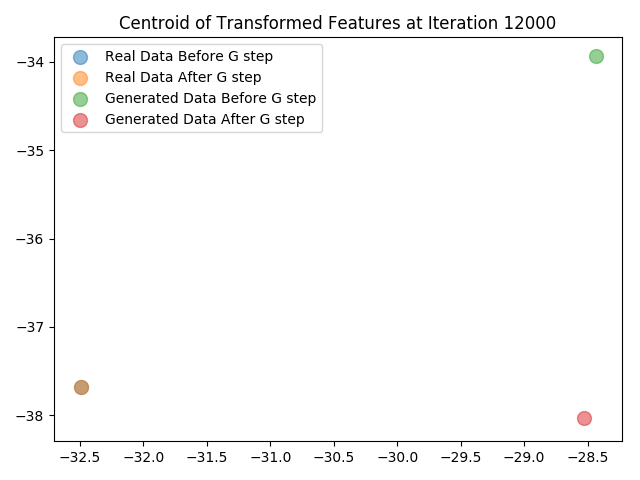 Centroid of Transformed Features at Iteration 12000
Real Data Before G step
Real Data After G step
Generated Data Before G step
Generated Data After G step
−34
−35
−36
−37
−38
−32.5 −32.0 −31.5 −31.0 −30.5 −30.0 −29.5 −29.0 −28.5